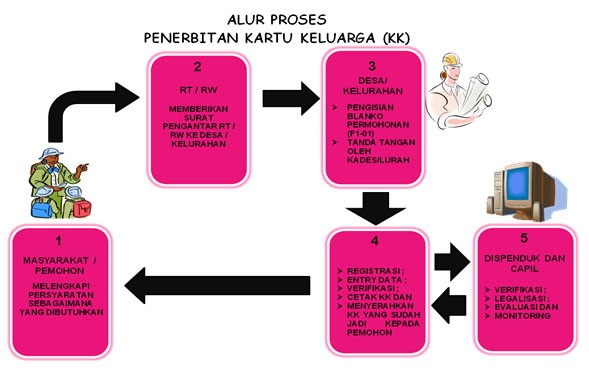 ALUR PROSES
PENERBITAN KARTU KELUARGA (KK)
1
MASYARAKAT /
PEMOHON
MELENGKAPI
PERSYARATAN
SEBAGAIMANA
YANG DIBUTUHKAN
2
RT / RW
MEMBERIKAN
SURAT
PENGANTAR RT /
RW KE DESA /
KELURAHAN
3
DESA/
KELURAHAN
➢ PENGISIAN
BLANKO
PERMOHONAN
(F1-01)
➢ TANDA TANGAN
OLEH
KADES/LURAH
4
➢ REGISTRASI ;
➢ ENTRY DATA ;
➢ VERIFIKASI ;
➢ CETAK KK DAN
➢ MENYERAHKAN
KK YANG SUDAH
JADI KEPADA
PEMOHON
5
DISPENDUK DAN
CAPIL
➢ VERIFIKASI ;
➢ LEGALISASI ;
➢ EVALUASI DAN
➢ MONITORING